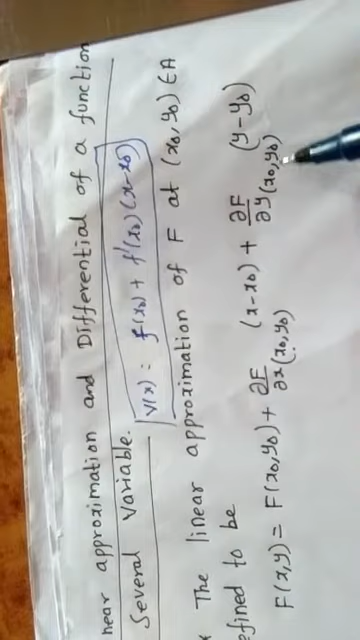 near approximation and Differential of a function
Several Variable.
V(x) = f(x₀) + f'(x₀)(x-x₀)
The linear approximation of F at (x₀,y₀) ∈ A
efined to be
F(x,y) = F(x₀,y₀) + ∂F/∂x (x₀,y₀) (x-x₀) + ∂F/∂y (x₀,y₀) (y-y₀)